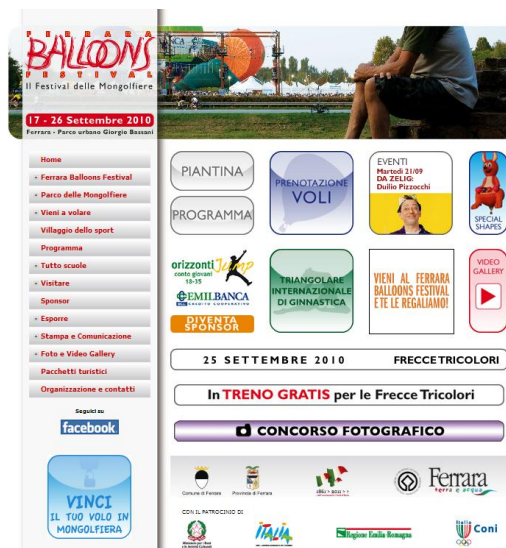 FERRARA
BALLOONS
FESTIVAL
Il Festival delle Mongolfiere
17 - 26 Settembre 2010
Ferrara - Parco urbano Giorgio Bassani
Home
Ferrara Balloons Festival
Parco delle Mongolfiere
Vieni a volare
Villaggio dello sport
Programma
Tutto scuole
Visitare
Sponsor
Esporre
Stampa e Comunicazione
Foto e Video Gallery
Pacchetti turistici
Organizzazione e contatti
Seguici su
facebook
VINCI
IL TUO VOLO IN
MONGOLFIERA
PIANTINA
PROGRAMMA
PRENOTAZIONE
VOLI
EVENTI
Martedì 21/09
DA ZELIG:
Duilio Pizzocchi
SPECIAL
SHAPES
orizzonti Jump
conto giovani
18-35
EMILBANCA
CREDITO COOPERATIVO
DIVENTA
SPONSOR
TRIANGOLARE
INTERNAZIONALE
DI GINNASTICA
VIENI AL FERRARA
BALLOONS FESTIVAL
E TE LE REGALIAMO!
VIDEO
GALLERY
25 SETTEMBRE 2010 FRECCE TRICOLORI
In TRENO GRATIS per le Frecce Tricolori
CONCORSO FOTOGRAFICO
Comune di Ferrara
Provincia di Ferrara
Ferrara
terra e acqua
CON IL PATROCINIO DI
ITALIA
Regione Emilia Romagna
Coni